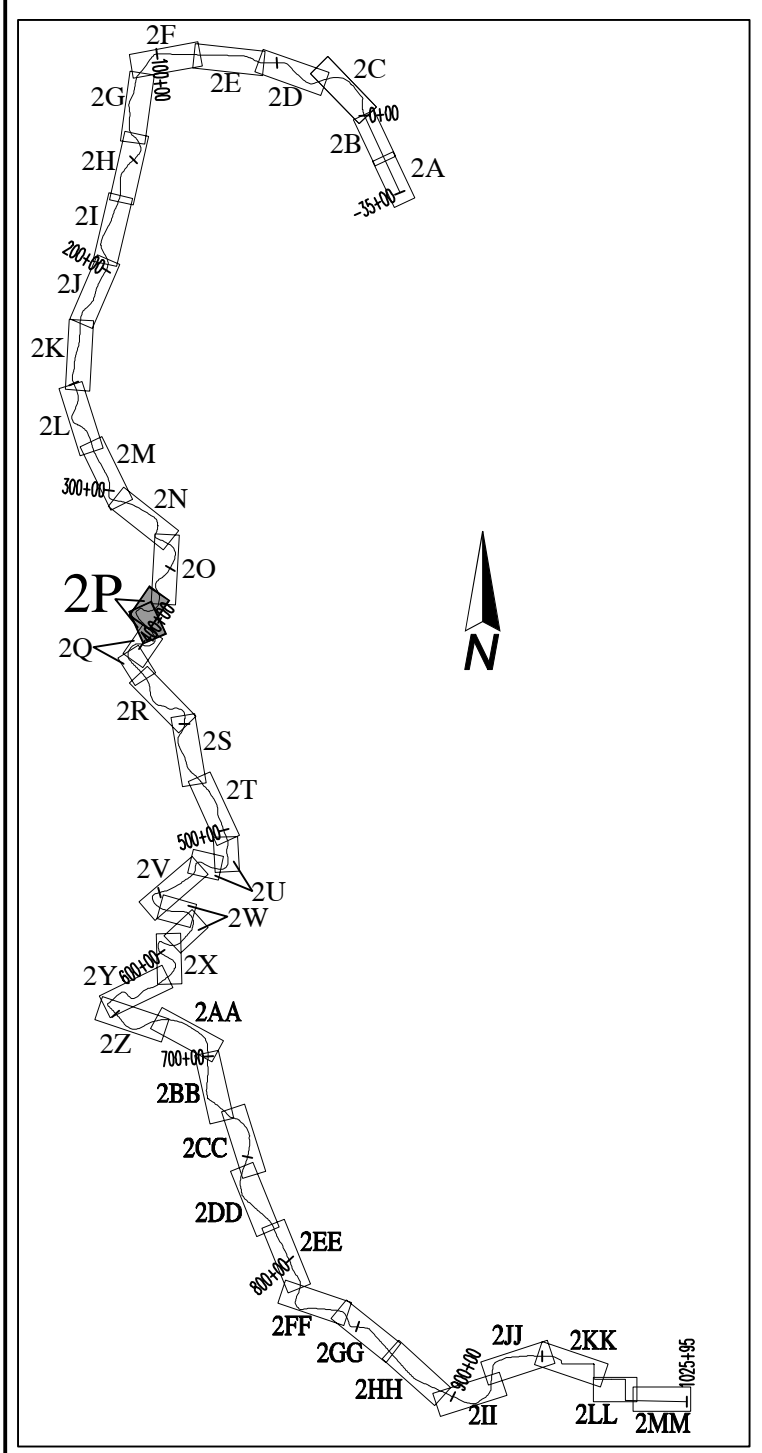 2F
2C
2E
2D
100+00
2G
0+00
2B
2H
2A
-35+00
2I
200+00
2J
2K
2L
2M
300+00
2N
2O
2P
400+00
2Q
2R
2S
2T
500+00
2V
2U
2W
600+00
2X
2Y
2AA
2Z
700+00
2BB
2CC
2DD
2EE
800+00
2FF
2GG
2JJ
2KK
1025+95
900+00
2HH
2II
2LL
2MM
N